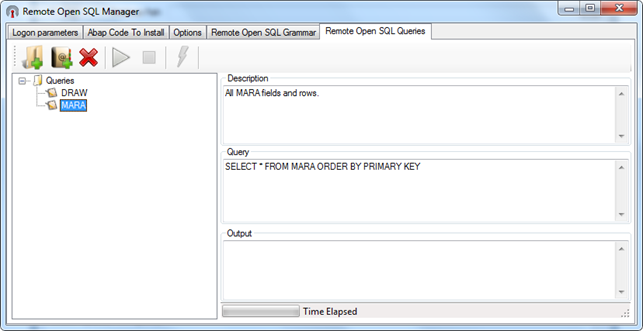 Remote Open SQL Manager
Logon parameters Abap Code To Install Options Remote Open SQL Grammar Remote Open SQL Queries
Queries
DRAW
MARA
Description
All MARA fields and rows.
Query
SELECT * FROM MARA ORDER BY PRIMARY KEY
Output
Time Elapsed